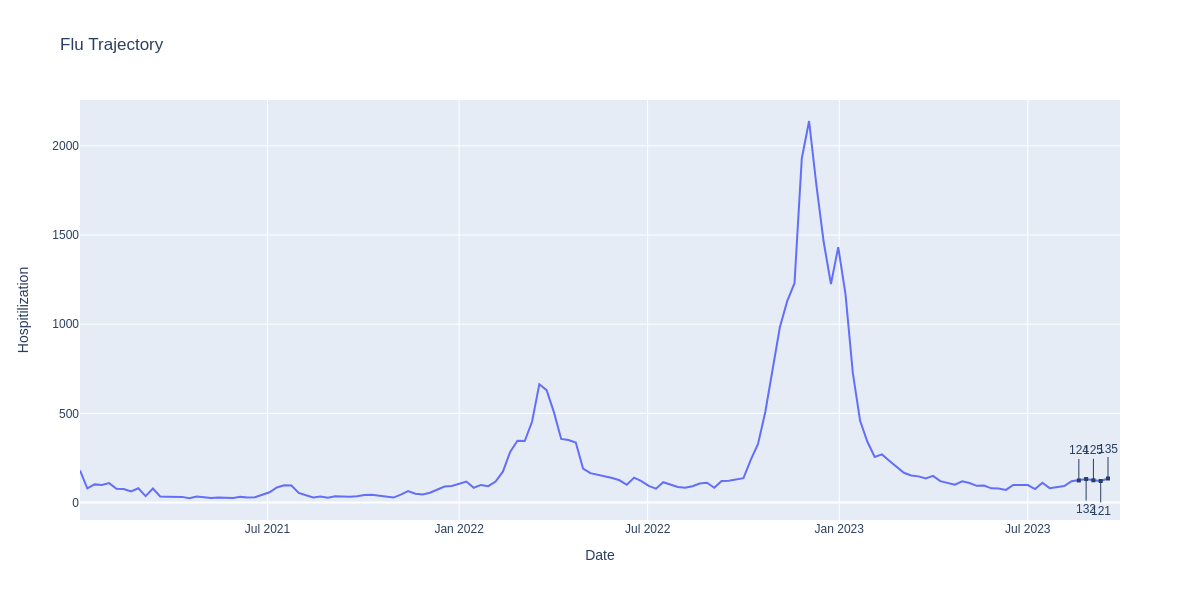 Flu Trajectory
Hospitilization
2000
1500
1000
500
0
124
125
135
132
121
Jul 2021
Jan 2022
Jul 2022
Jan 2023
Jul 2023
Date